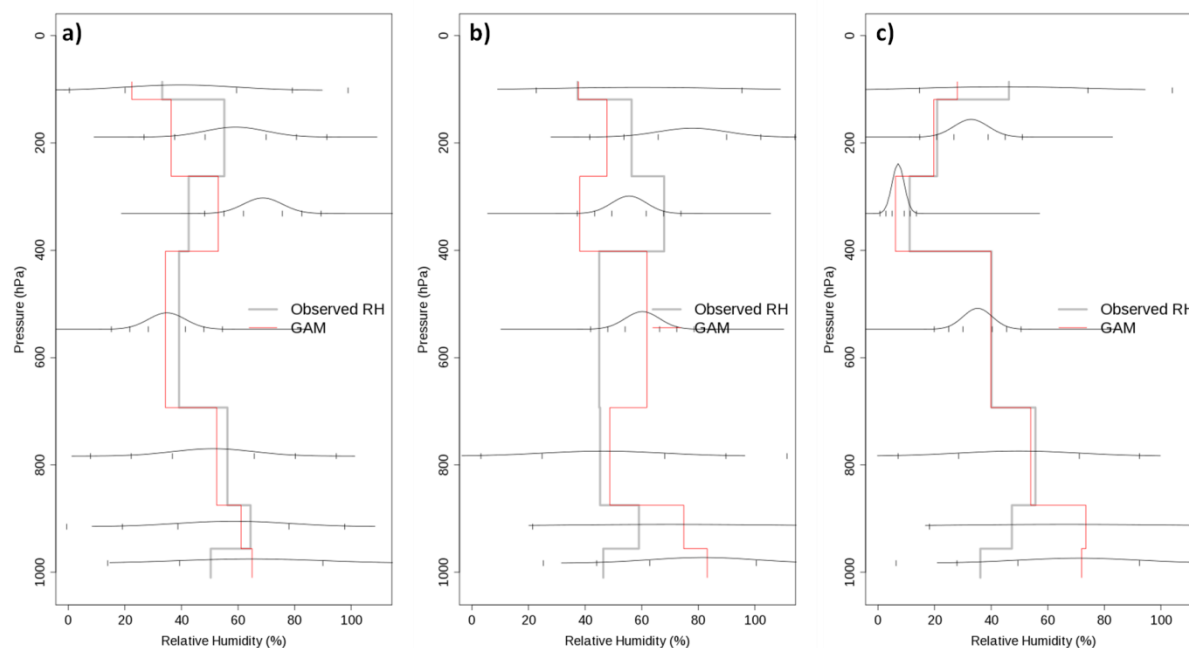 a)
0
200
400
600
800
1000
Pressure (hPa)
Observed RH
GAM
0 20 40 60 80 100
Relative Humidity (%)
b)
0
200
400
600
800
1000
Pressure (hPa)
Observed RH
GAM
0 20 40 60 80 100
Relative Humidity (%)
c)
0
200
400
600
800
1000
Pressure (hPa)
Observed RH
GAM
0 20 40 60 80 100
Relative Humidity (%)